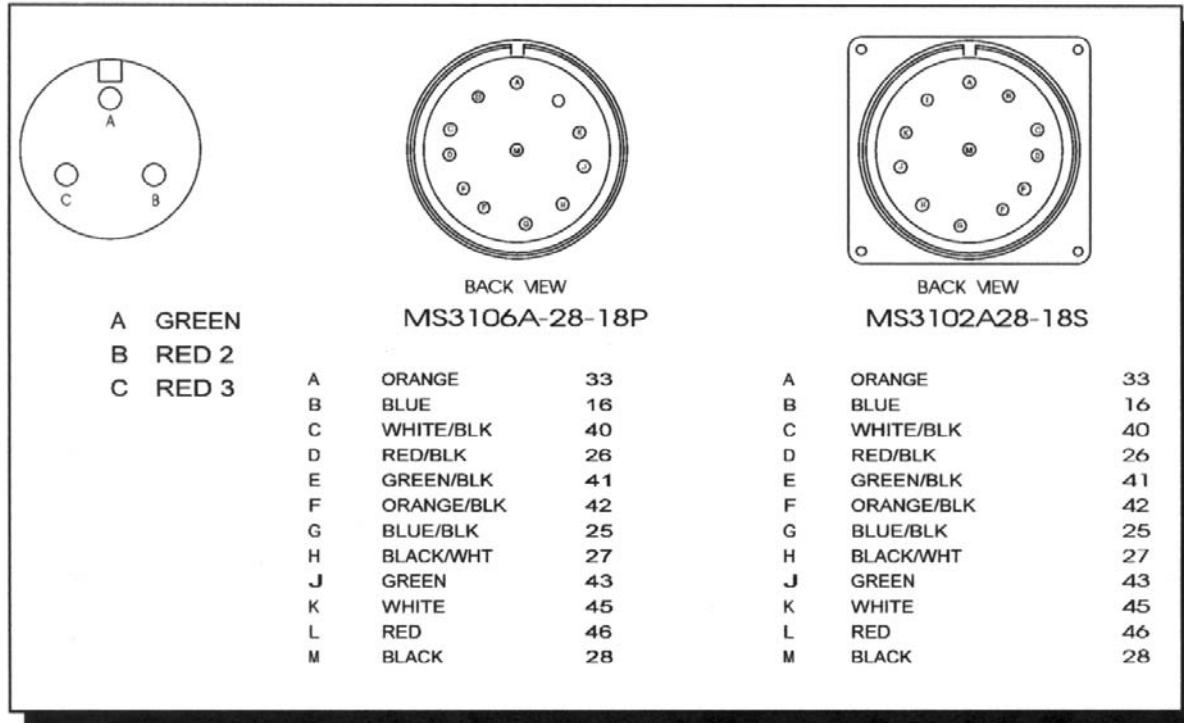 A
C
B
A GREEN
B RED 2
C RED 3
A
K
C
D
J
M
H
G
BACK VIEW
MS3106A-28-18P
A ORANGE 33
B BLUE 16
C WHITE/BLK 40
D RED/BLK 26
E GREEN/BLK 41
F ORANGE/BLK 42
G BLUE/BLK 25
H BLACK/WHT 27
J GREEN 43
K WHITE 45
L RED 46
M BLACK 28
A
K
C
D
J
M
F
H
G
BACK VIEW
MS3102A28-18S
A ORANGE 33
B BLUE 16
C WHITE/BLK 40
D RED/BLK 26
E GREEN/BLK 41
F ORANGE/BLK 42
G BLUE/BLK 25
H BLACK/WHT 27
J GREEN 43
K WHITE 45
L RED 46
M BLACK 28